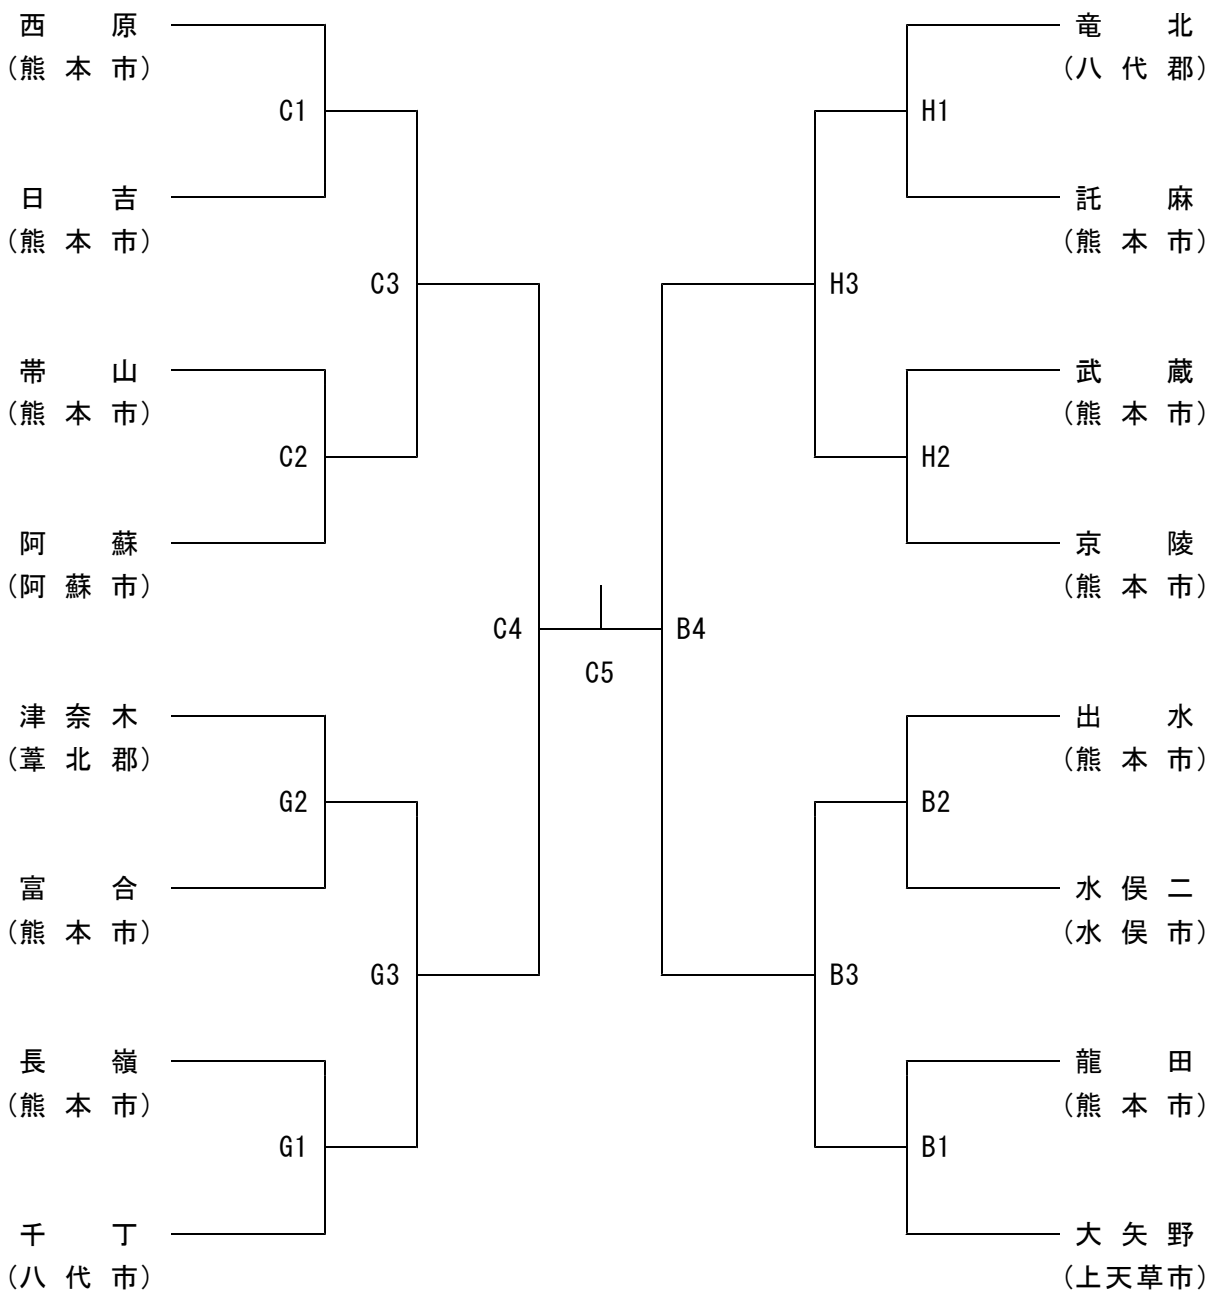 西原
(熊本市)
C1
日吉
(熊本市)
C3
帯山
(熊本市)
C2
阿蘇
(阿蘇市)
C4
津奈木
(葦北郡)
G2
富合
(熊本市)
G3
長嶺
(熊本市)
G1
千丁
(八代市)
C5
竜北
(八代郡)
H1
託麻
(熊本市)
H3
武蔵
(熊本市)
H2
京陵
(熊本市)
B4
出水
(熊本市)
B2
水俣二
(水俣市)
B3
龍田
(熊本市)
B1
大矢野
(上天草市)